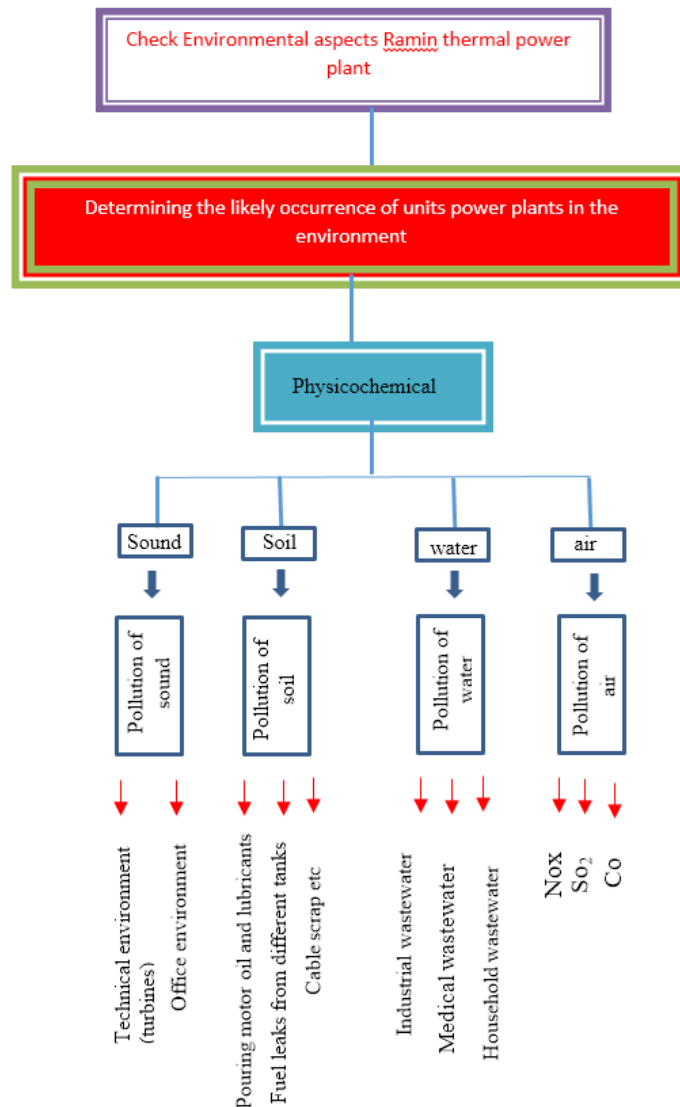 Check Environmental aspects Ramin thermal power
plant
Determining the likely occurrence of units power plants in the
environment
Physicochemical
Sound
Soil
water
air
Pollution of
sound
Pollution of
soil
Pollution of
water
Pollution of
air
Technical environment
(turbines)
Office environment
Pouring motor oil and lubricants
Fuel leaks from different tanks
Cable scrap etc
Industrial wastewater
Medical wastewater
Household wastewater
Nox
So₂
Co